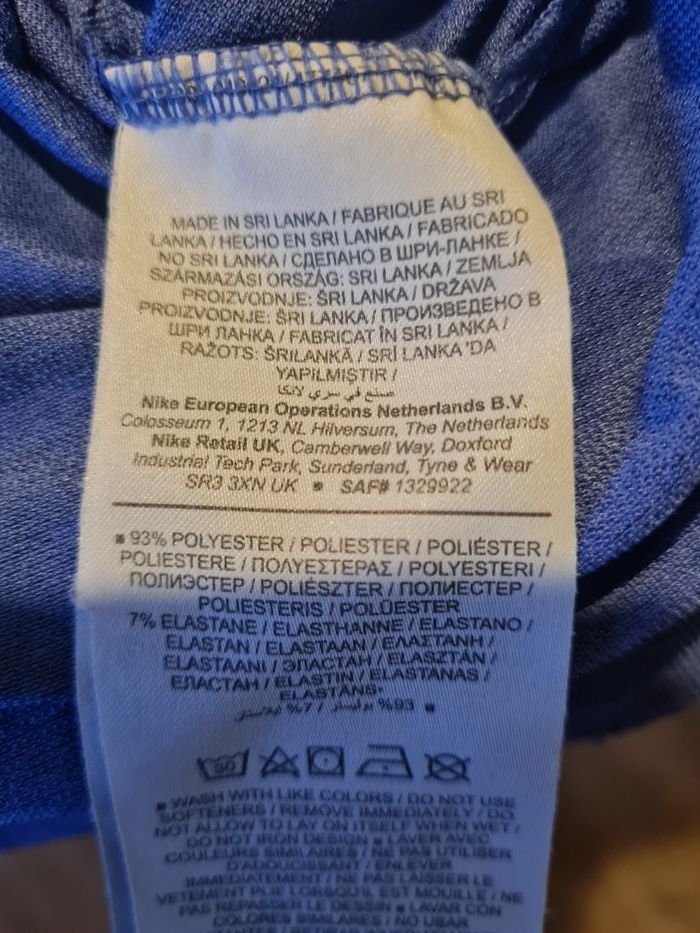 MADE IN SRI LANKA / FABRIQUE AU SRI
LANKA / HECHO EN SRI LANKA / FABRICADO
NO SRI LANKA / СДЕЛАНО В ШРИ-ЛАНКЕ /
SZÁRMAZÁSI ORSZÁG: SRI LANKA / ZEMLJA
PROIZVODNJE: ŠRI LANKA / DRŽAVA
PROIZVODNJE: ŠRI LANKA / ПРОИЗВЕДЕНО В
ШРИ ЛАНКА / FABRICAT ÎN SRI LANKA /
RAŽOTS: ŠRILANKĀ / SRİ LANKA'DA
YAPILMIŞTIR /
صنع في سري لانكا
Nike European Operations Netherlands B.V.
Colosseum 1, 1213 NL Hilversum, The Netherlands
Nike Retail UK, Camberwell Way, Doxford
Industrial Tech Park, Sunderland, Tyne & Wear
SR3 3XN UK ■ SAF# 1329922
■ 93% POLYESTER / POLIESTER / POLIÉSTER /
POLIESTERE / ΠΟΛΥΕΣΤΕΡΑΣ / POLYESTERI /
ПОЛИЭСТЕР / POLIÉSZTER / ПОЛИЕСТЕР /
POLIESTERIS / POLÜESTER
7% ELASTANE / ELASTHANNE / ELASTANO /
ELASTAN / ELASTAAN / ΕΛΑΣΤΑΝΗ /
ELASTAANI / ЭЛАСТАН / ELASZTÁN /
ЕЛАСТАН / ELASTIN / ELASTANAS /
ELASTĀNS*
93% بوليستر / 7% إيلاستان ■
WASH WITH LIKE COLORS / DO NOT USE
SOFTENERS / REMOVE IMMEDIATELY / DO
NOT ALLOW TO LAY ON ITSELF WHEN WET /
DO NOT IRON DESIGN ■ LAVER AVEC
COULEURS SIMILAIRES / NE PAS UTILISER
D'ADOUCISSANT / ENLEVER
IMMEDIATEMENT / NE PAS LAISSER LE
VETEMENT PLIE LORSQU'IL EST MOUILLE / NE
PAS REPASSER LE DESSIN ■ LAVAR CON
COLORES SIMILARES / NO USAR